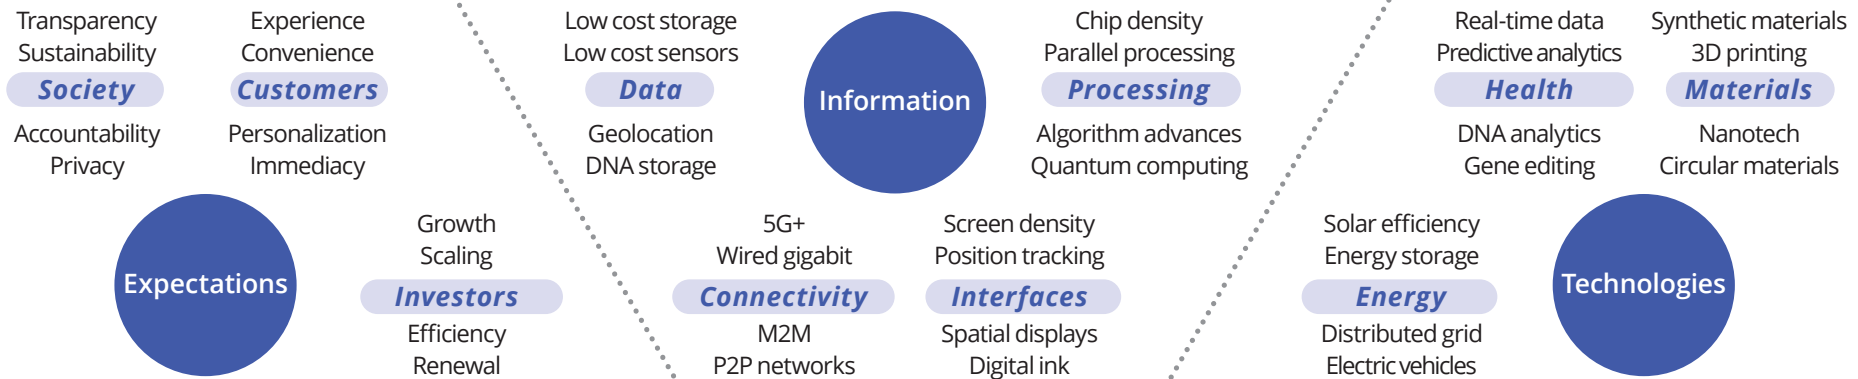 Transparency
Sustainability
Society
Accountability
Privacy
Experience
Convenience
Customers
Personalization
Immediacy
Expectations
Growth
Scaling
Investors
Efficiency
Renewal
Low cost storage
Low cost sensors
Data
Geolocation
DNA storage
Information
Chip density
Parallel processing
Processing
Algorithm advances
Quantum computing
5G+
Wired gigabit
Connectivity
M2M
P2P networks
Screen density
Position tracking
Interfaces
Spatial displays
Digital ink
Real-time data
Predictive analytics
Health
DNA analytics
Gene editing
Synthetic materials
3D printing
Materials
Nanotech
Circular materials
Solar efficiency
Energy storage
Energy
Distributed grid
Electric vehicles
Technologies